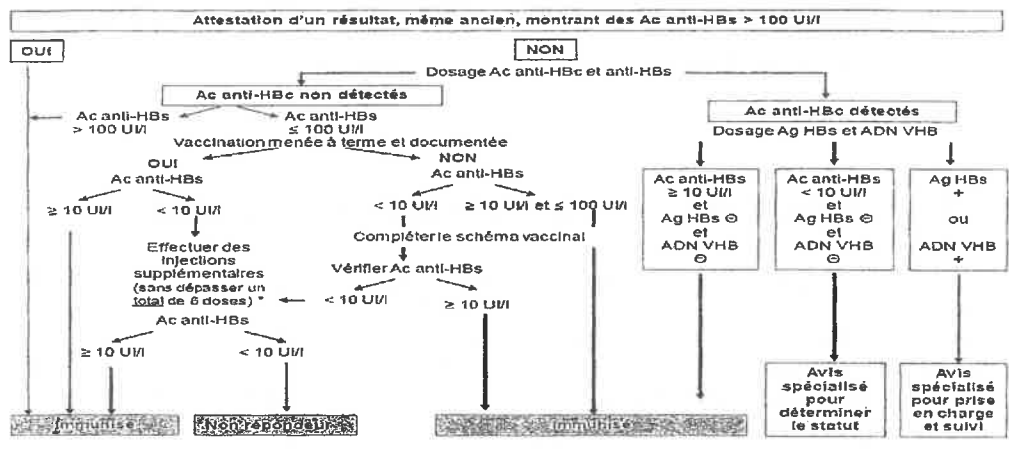 Attestation d'un résultat, même ancien, montrant des Ac anti-HBs > 100 UI/l
OUI
NON
Dosage Ac anti-HBc et anti-HBs
Ac anti-HBc non détectés
Ac anti-HBs
> 100 UI/l
Ac anti-HBs
≤ 100 UI/l
Vaccination menée à terme et documentée
OUI
Ac anti-HBs
≥ 10 UI/l
< 10 UI/l
Effectuer des
injections
supplémentaires
(sans dépasser un
total de 6 doses) *
Ac anti-HBs
≥ 10 UI/l
< 10 UI/l
NON
Ac anti-HBs
< 10 UI/l
≥ 10 UI/l et ≤ 100 UI/l
Compléter le schéma vaccinal
Vérifier Ac anti-HBs
< 10 UI/l
≥ 10 UI/l
Ac anti-HBc détectés
Dosage Ag HBs et ADN VHB
Ac anti-HBs
≥ 10 UI/l
et
Ag HBs ⊖
et
ADN VHB
⊖
Ac anti-HBs
< 10 UI/l
et
Ag HBs ⊖
et
ADN VHB
⊖
Ag HBs
+
ou
ADN VHB
+
Immunisé
Non répondeur
Immunisé
Avis
spécialisé
pour
déterminer
le statut
Avis
spécialisé
pour prise
en charge
et suivi